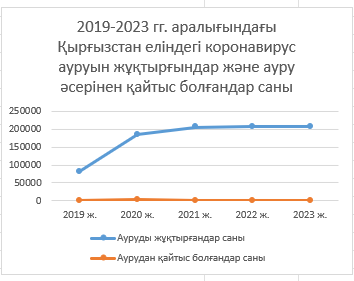 2019-2023 гг. аралығындағы
Қырғызстан еліндегі коронавирус
ауруын жұқтырғындар және ауру
әсерінен қайтыс болғандар саны
250000
200000
150000
100000
50000
0
2019 ж. 2020 ж. 2021 ж. 2022 ж. 2023 ж.
Ауруды жұқтырғандар саны
Аурудан қайтыс болғандар саны